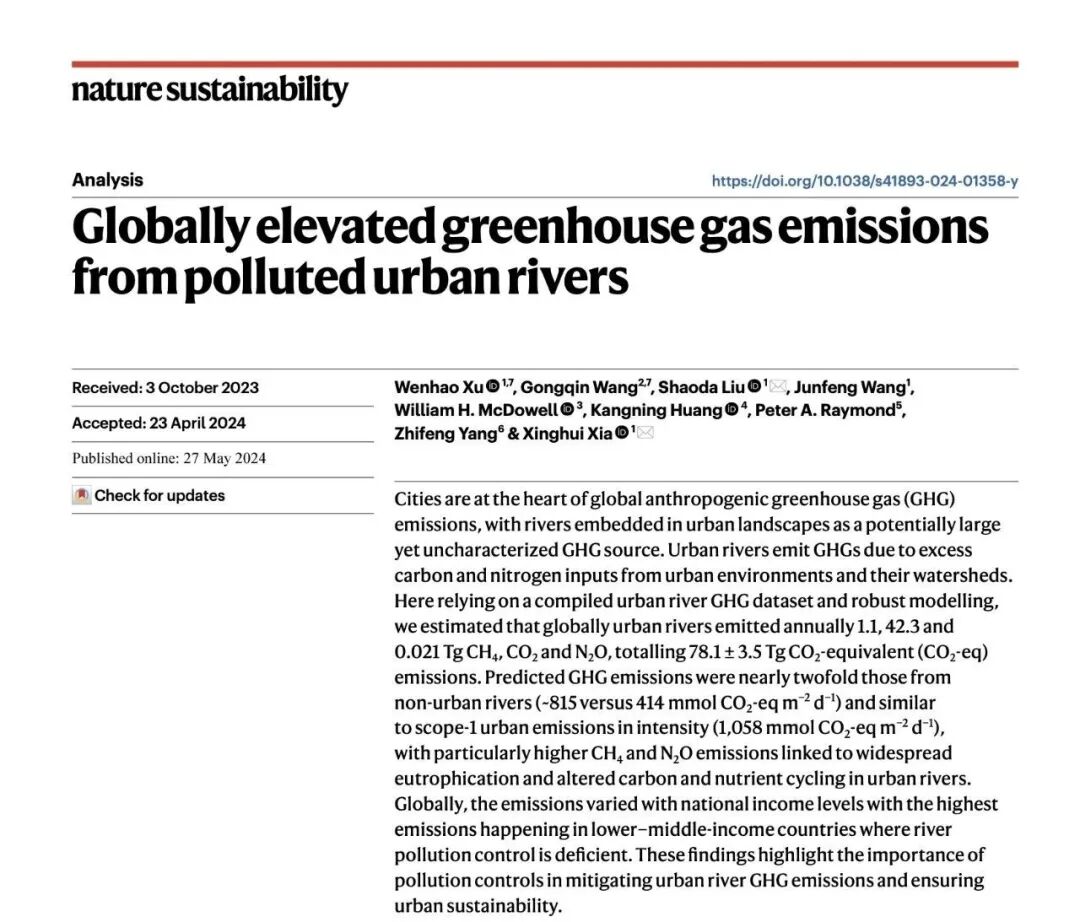 nature sustainability
Analysis
https://doi.org/10.1038/s41893-024-01358-y
Globally elevated greenhouse gas emissions
from polluted urban rivers
Received: 3 October 2023
Accepted: 23 April 2024
Published online: 27 May 2024
Check for updates
Wenhao Xu 1,7, Gongqin Wang2,7, Shaoda Liu 1, Junfeng Wang1,
William H. McDowell 3, Kangning Huang 4, Peter A. Raymond5,
Zhifeng Yang6 & Xinghui Xia 1
Cities are at the heart of global anthropogenic greenhouse gas (GHG)
emissions, with rivers embedded in urban landscapes as a potentially large
yet uncharacterized GHG source. Urban rivers emit GHGs due to excess
carbon and nitrogen inputs from urban environments and their watersheds.
Here relying on a compiled urban river GHG dataset and robust modelling,
we estimated that globally urban rivers emitted annually 1.1, 42.3 and
0.021 Tg CH₄, CO₂ and N₂O, totalling 78.1 ± 3.5 Tg CO₂-equivalent (CO₂-eq)
emissions. Predicted GHG emissions were nearly twofold those from
non-urban rivers (~815 versus 414 mmol CO₂-eq m⁻² d⁻¹) and similar
to scope-1 urban emissions in intensity (1,058 mmol CO₂-eq m⁻² d⁻¹),
with particularly higher CH₄ and N₂O emissions linked to widespread
eutrophication and altered carbon and nutrient cycling in urban rivers.
Globally, the emissions varied with national income levels with the highest
emissions happening in lower–middle-income countries where river
pollution control is deficient. These findings highlight the importance of
pollution controls in mitigating urban river GHG emissions and ensuring
urban sustainability.